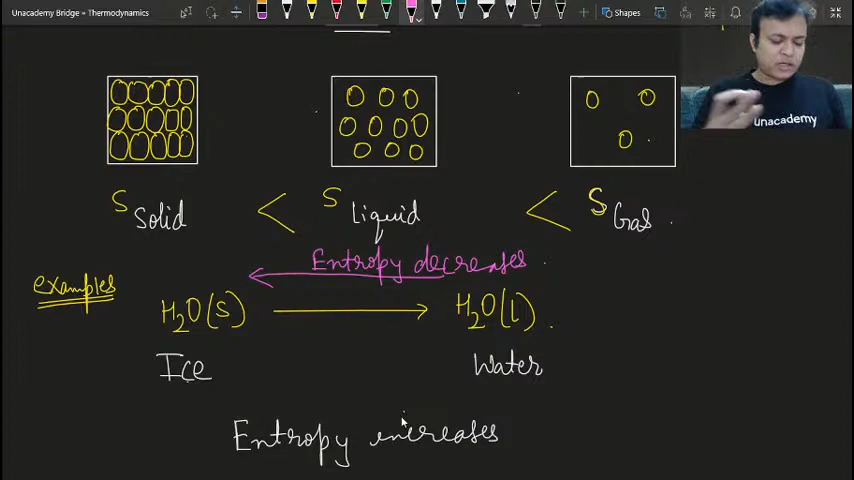 Unacademy Bridge - Thermodynamics
Shapes
unacademy
S Solid < S Liquid < S Gas
Entropy decreases
examples
H₂O(s) → H₂O(l)
Ice Water
Entropy increases